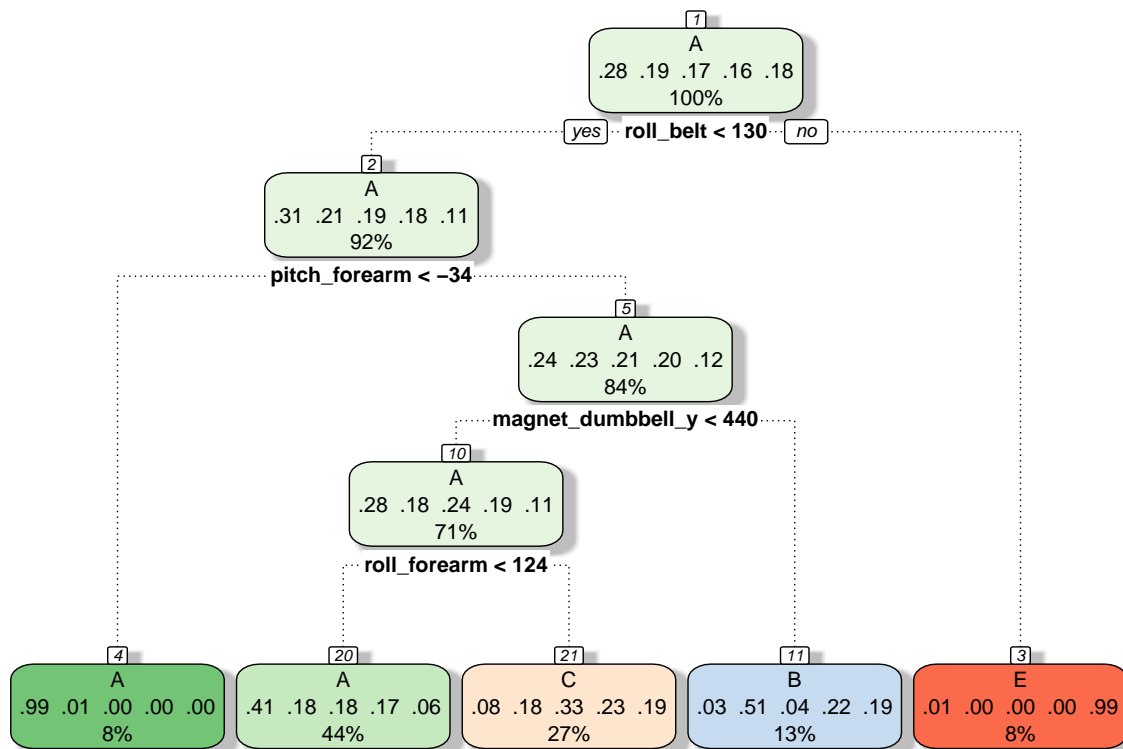 1
A
.28 .19 .17 .16 .18
100%
yes roll_belt < 130 no
2
A
.31 .21 .19 .18 .11
92%
pitch_forearm < −34
5
A
.24 .23 .21 .20 .12
84%
magnet_dumbbell_y < 440
10
A
.28 .18 .24 .19 .11
71%
roll_forearm < 124
4
A
.99 .01 .00 .00 .00
8%
20
A
.41 .18 .18 .17 .06
44%
21
C
.08 .18 .33 .23 .19
27%
11
B
.03 .51 .04 .22 .19
13%
3
E
.01 .00 .00 .00 .99
8%